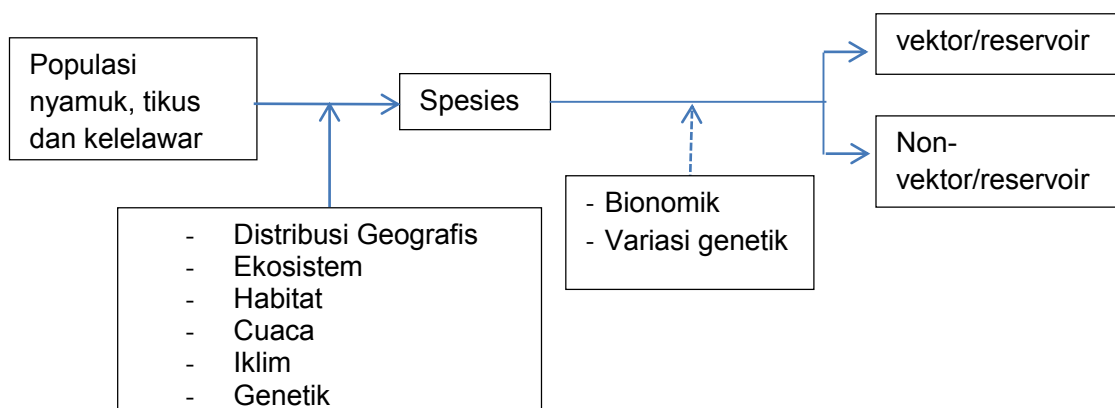 Populasi
nyamuk, tikus
dan kelelawar
Spesies
vektor/reservoir
Non-
vektor/reservoir
- Bionomik
- Variasi genetik
- Distribusi Geografis
- Ekosistem
- Habitat
- Cuaca
- Iklim
- Genetik